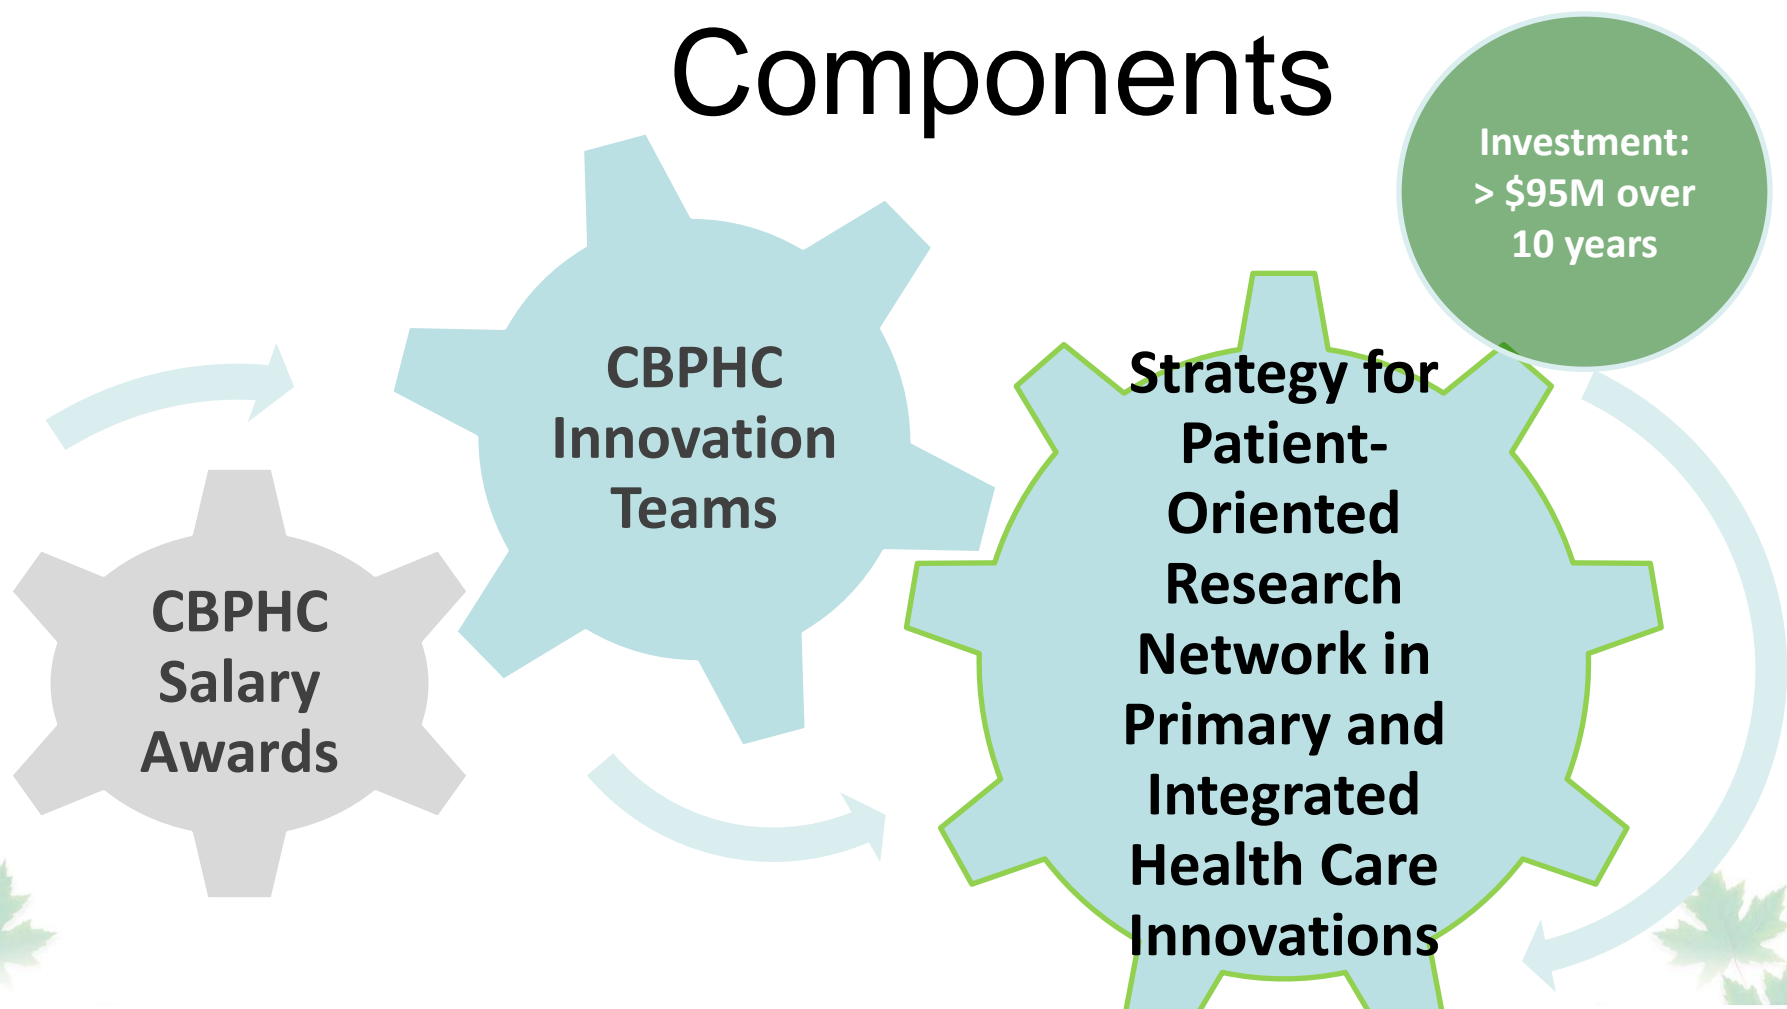 Components
Investment:
> $95M over
10 years
CBPHC
Innovation
Teams
CBPHC
Salary
Awards
Strategy for
Patient-
Oriented
Research
Network in
Primary and
Integrated
Health Care
Innovations